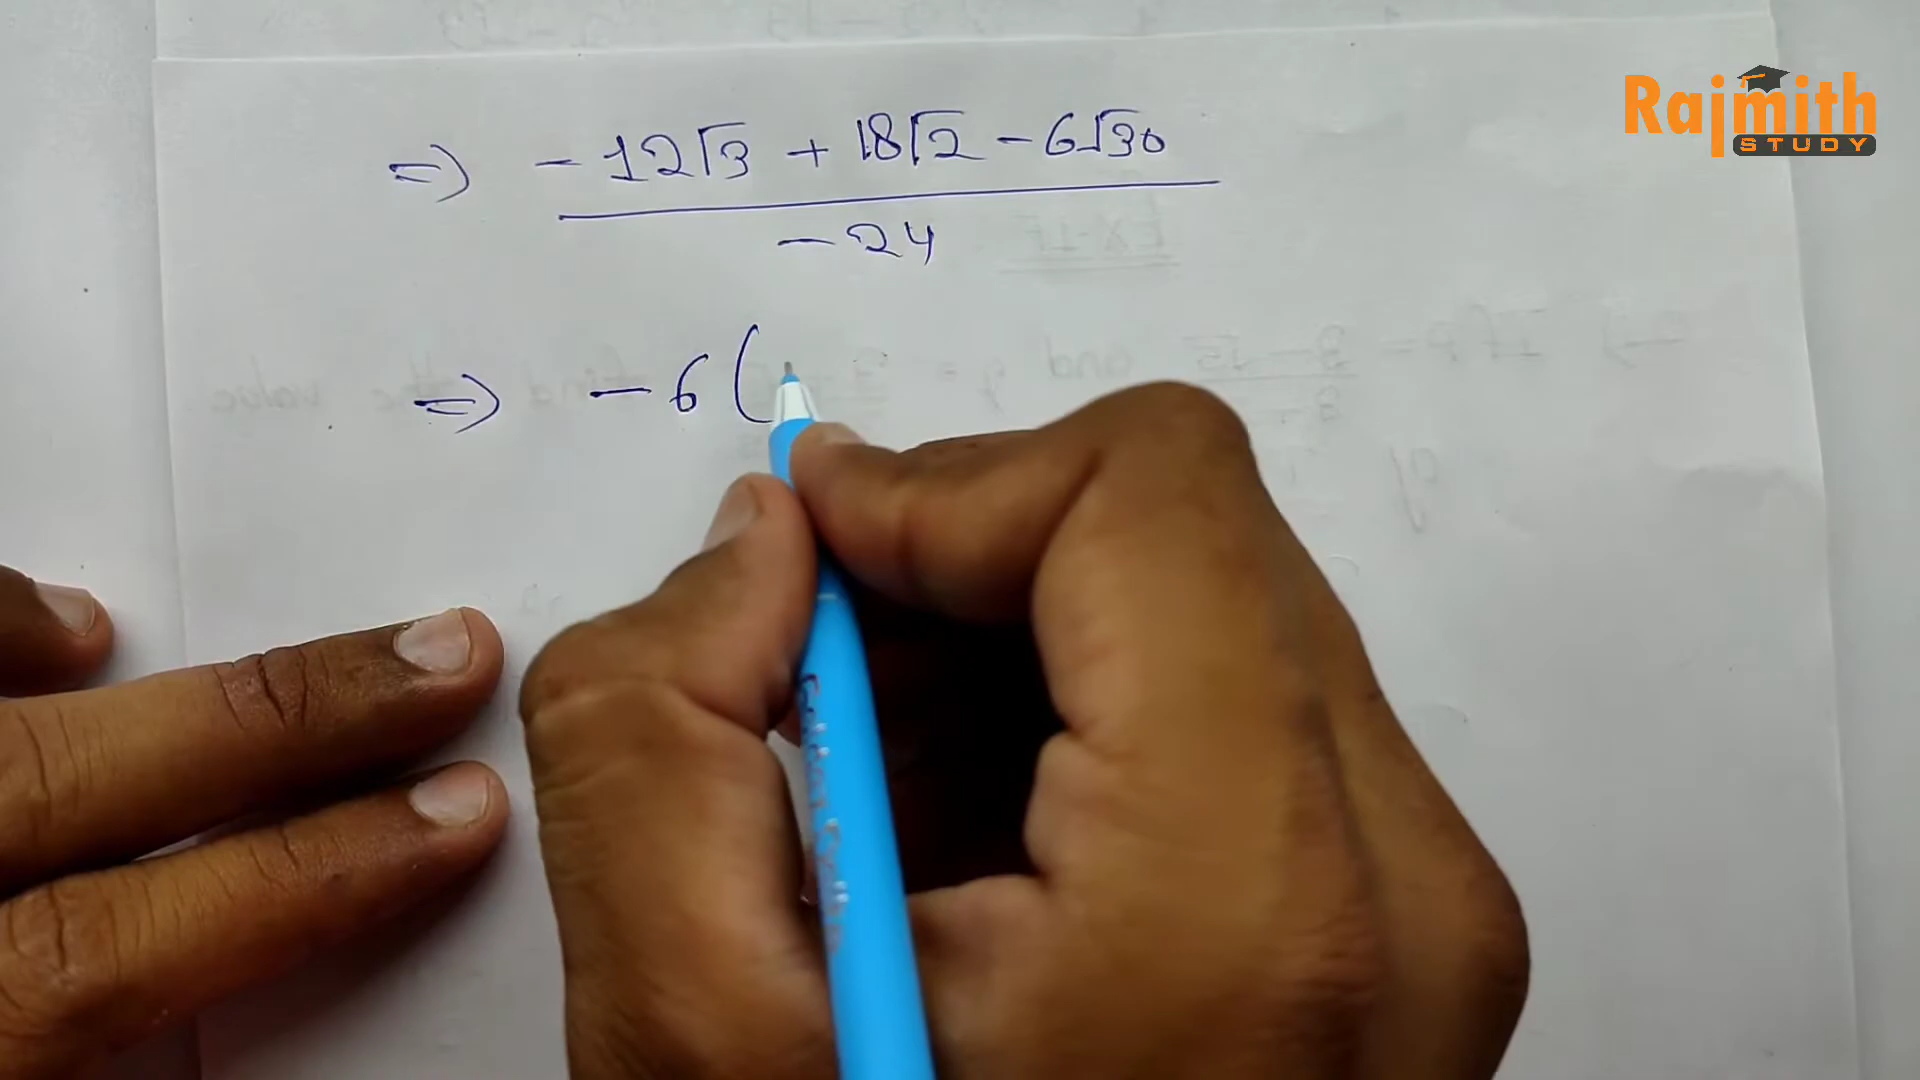 Rajmith
STUDY
⇒ -12√3 + 18√2 - 6√30
-24
⇒ -6(